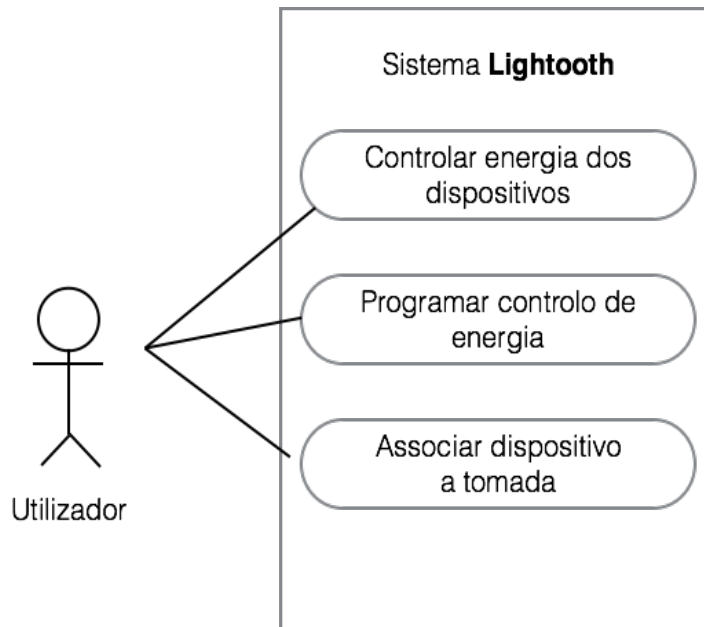 Sistema Lightooth
Controlar energia dos
dispositivos
Programar controlo de
energia
Associar dispositivo
a tomada
Utilizador